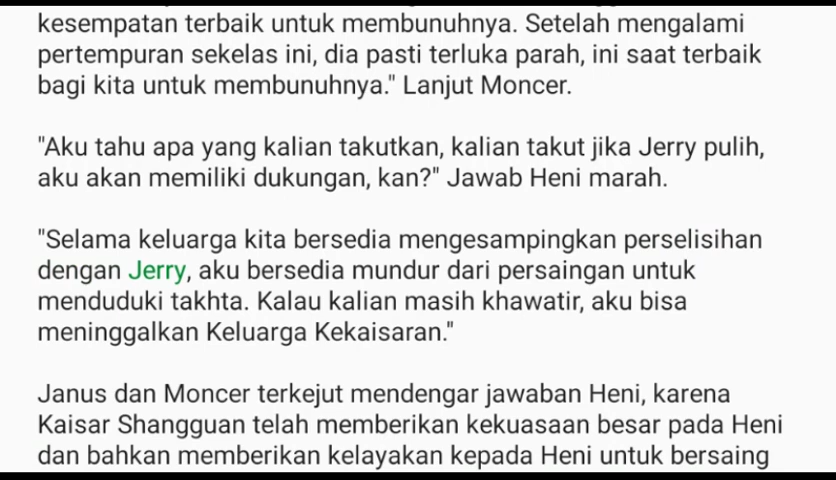 kesempatan terbaik untuk membunuhnya. Setelah mengalami
pertempuran sekelas ini, dia pasti terluka parah, ini saat terbaik
bagi kita untuk membunuhnya." Lanjut Moncer.
"Aku tahu apa yang kalian takutkan, kalian takut jika Jerry pulih,
aku akan memiliki dukungan, kan?" Jawab Heni marah.
"Selama keluarga kita bersedia mengesampingkan perselisihan
dengan Jerry, aku bersedia mundur dari persaingan untuk
menduduki takhta. Kalau kalian masih khawatir, aku bisa
meninggalkan Keluarga Kekaisaran."
Janus dan Moncer terkejut mendengar jawaban Heni, karena
Kaisar Shangguan telah memberikan kekuasaan besar pada Heni
dan bahkan memberikan kelayakan kepada Heni untuk bersaing